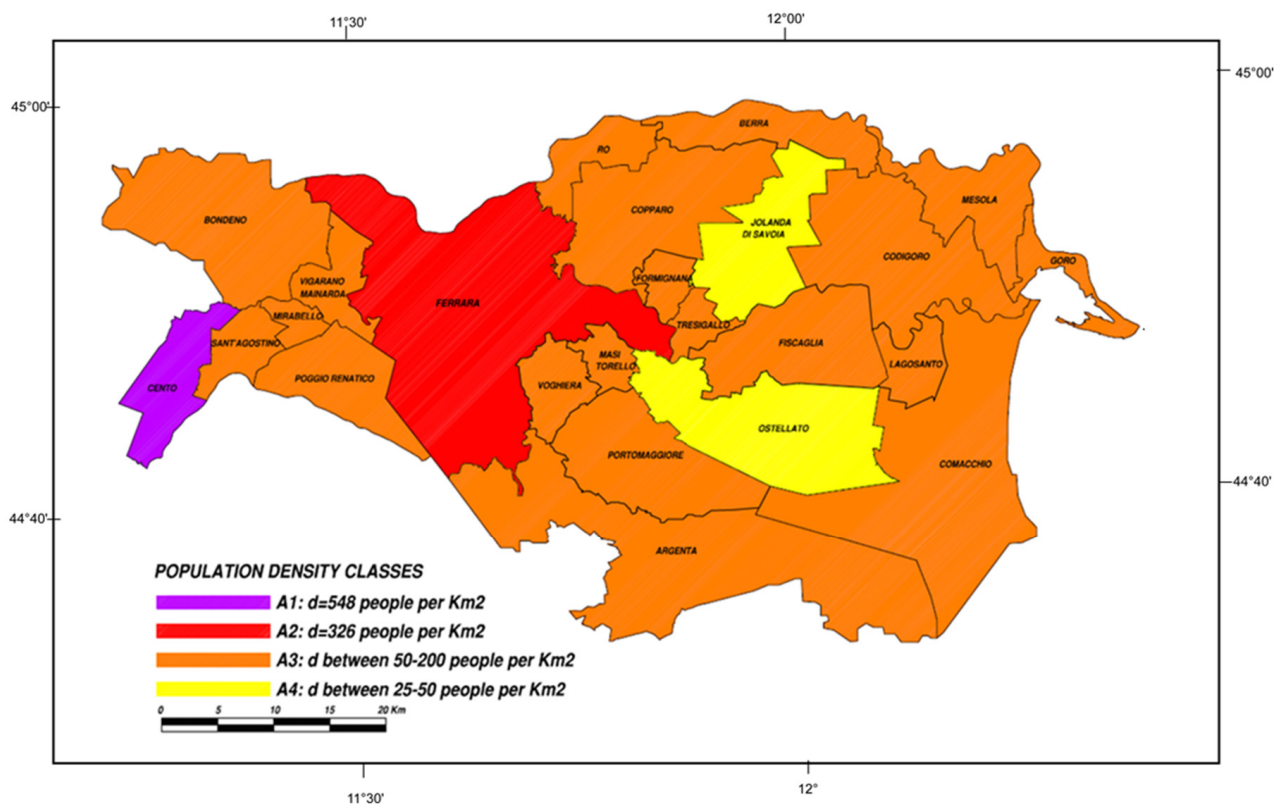 11°30'
12°00'
45°00'
45°00'
BERRA
RO
MESOLA
COPPARO
BONDENO
JOLANDA
DI SAVOIA
CODIGORO
GORO
FORMIGNANA
VIGARANO
MAINARDA
FERRARA
MIRABELLO
TRESIGALLO
SANT'AGOSTINO
FISCAGLIA
MASI
TORELLO
LAGOSANTO
POGGIO RENATICO
VOGHIERA
CENTO
OSTELLATO
PORTOMAGGIORE
COMACCHIO
44°40'
44°40'
ARGENTA
POPULATION DENSITY CLASSES
A1: d=548 people per Km2
A2: d=326 people per Km2
A3: d between 50-200 people per Km2
A4: d between 25-50 people per Km2
0 5 10 15 20 Km
11°30'
12°